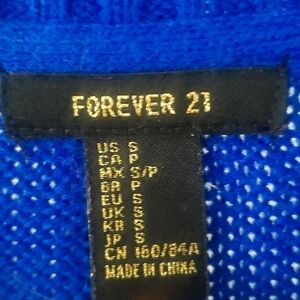 FOREVER 21
US S
CA P
MX S/P
BR P
EU S
UK S
KR S
JP S
CN 160/84A
MADE IN CHINA